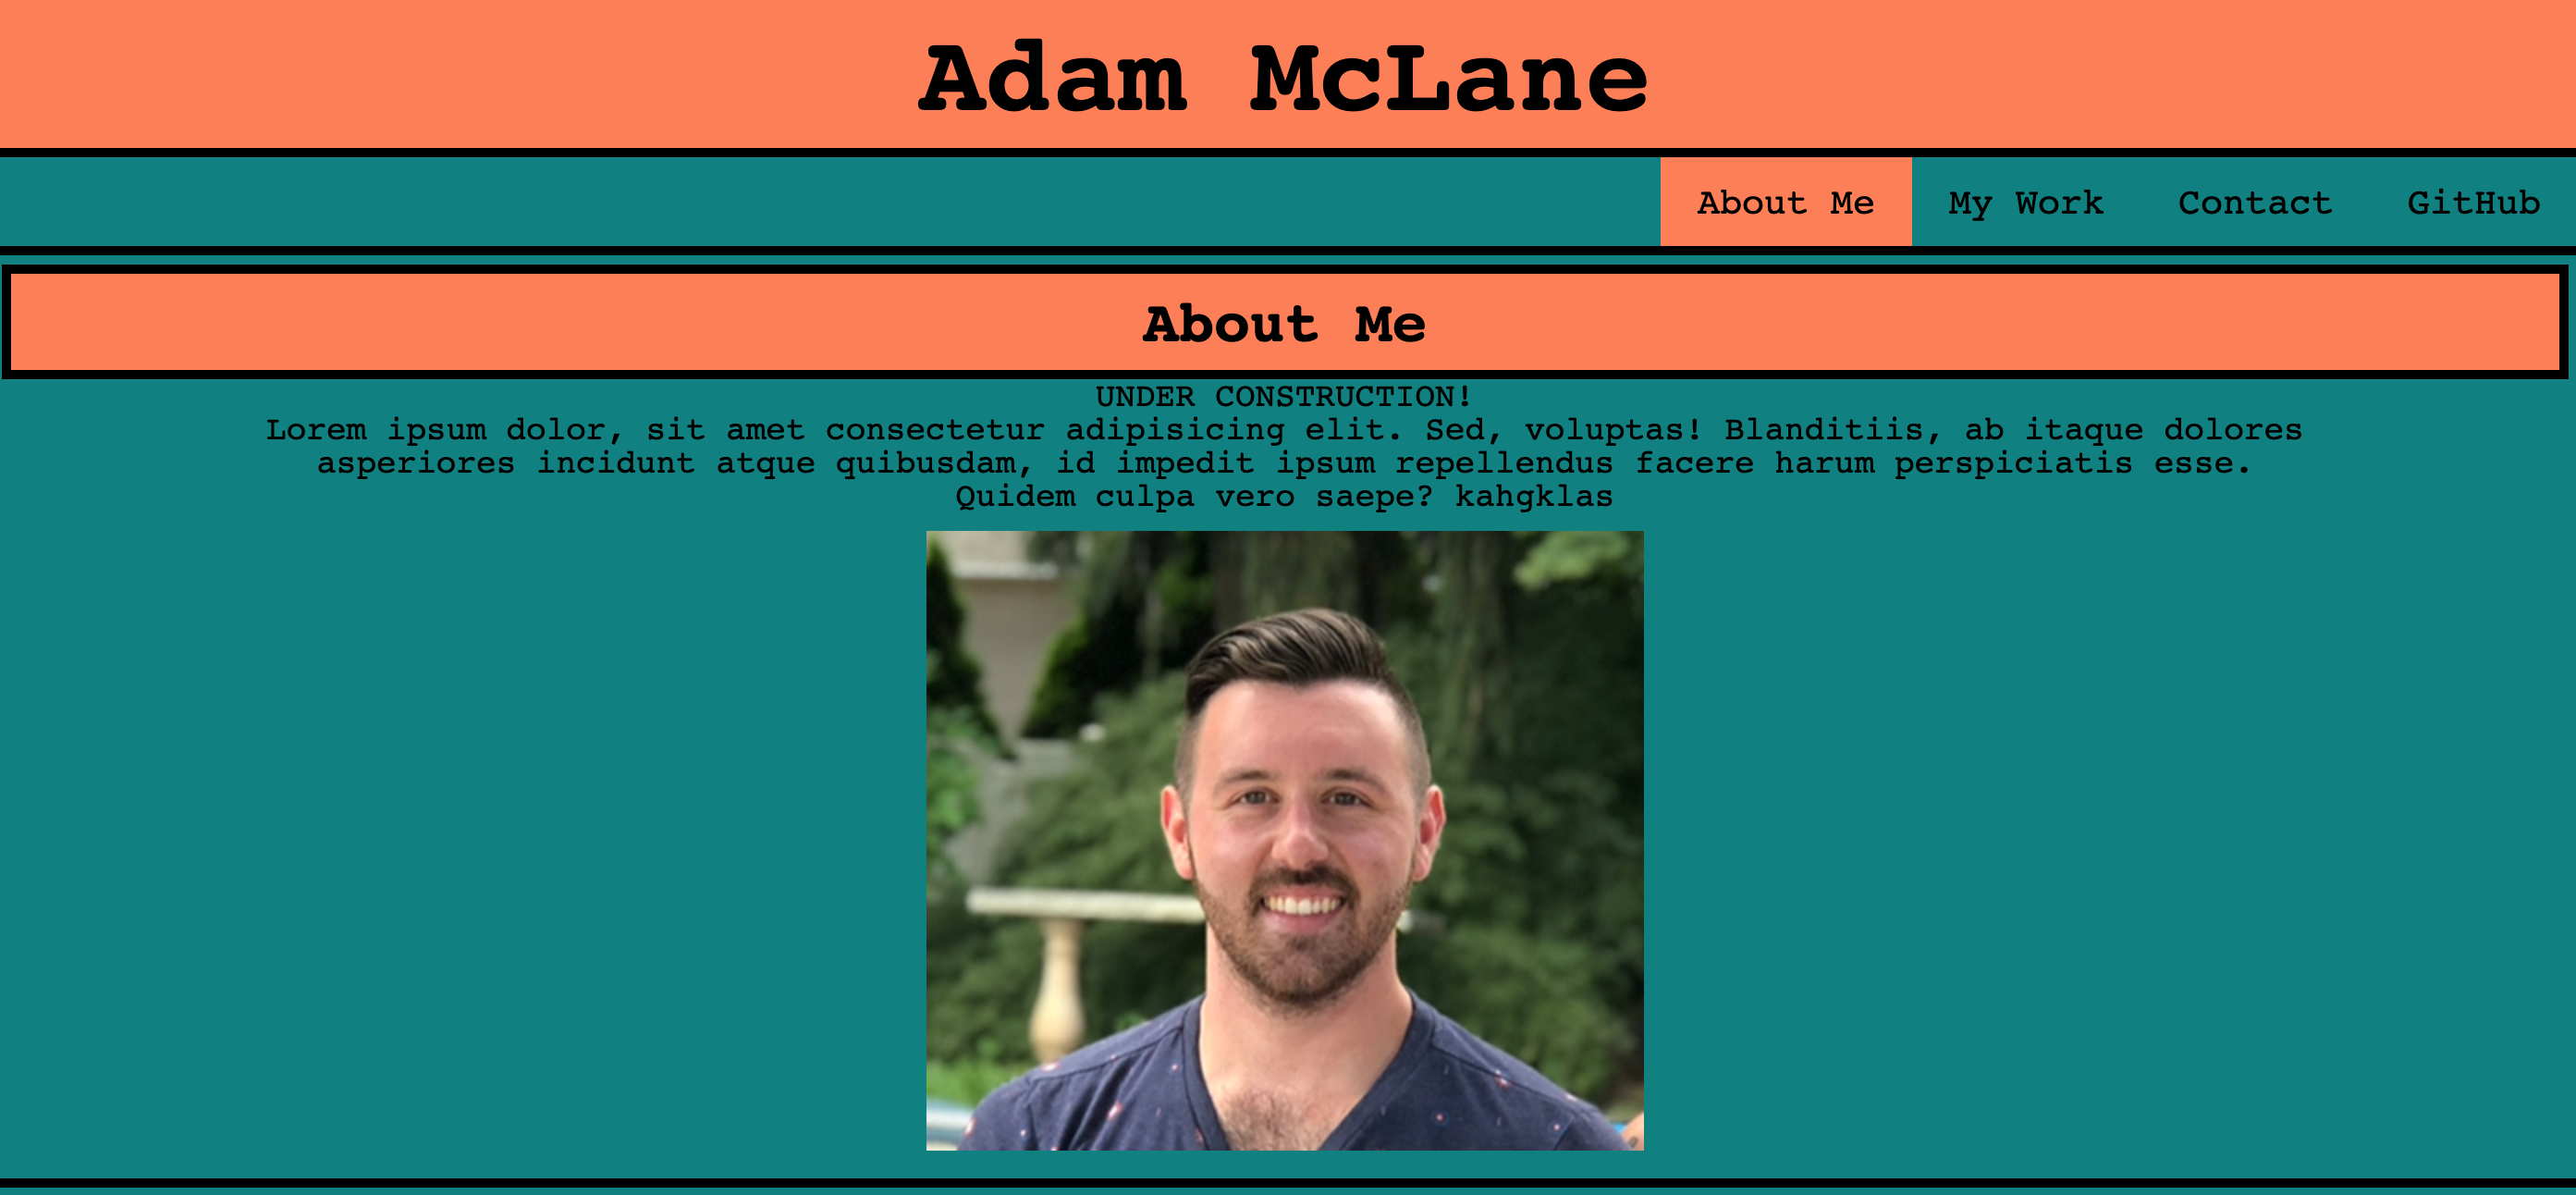 Adam McLane
About Me My Work Contact GitHub
About Me
UNDER CONSTRUCTION!
Lorem ipsum dolor, sit amet consectetur adipisicing elit. Sed, voluptas! Blanditiis, ab itaque dolores
asperiores incidunt atque quibusdam, id impedit ipsum repellendus facere harum perspiciatis esse.
Quidem culpa vero saepe? kahgklas